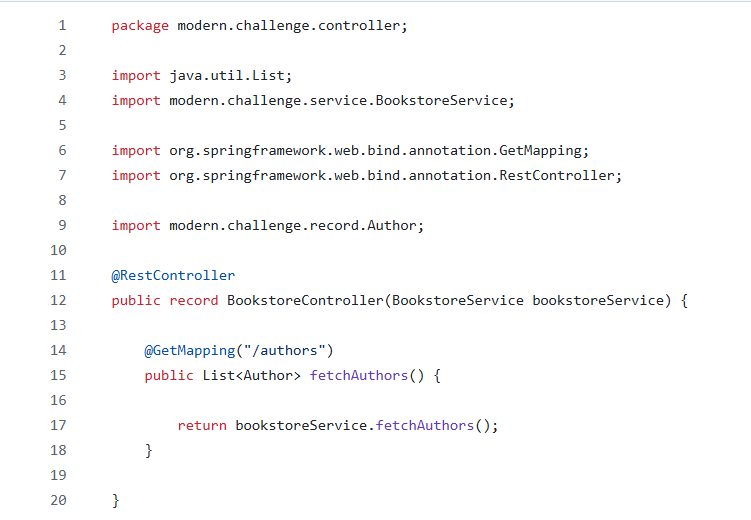 1 package modern.challenge.controller;
2
3 import java.util.List;
4 import modern.challenge.service.BookstoreService;
5
6 import org.springframework.web.bind.annotation.GetMapping;
7 import org.springframework.web.bind.annotation.RestController;
8
9 import modern.challenge.record.Author;
10
11 @RestController
12 public record BookstoreController(BookstoreService bookstoreService) {
13
14     @GetMapping("/authors")
15     public List<Author> fetchAuthors() {
16
17         return bookstoreService.fetchAuthors();
18     }
19
20 }